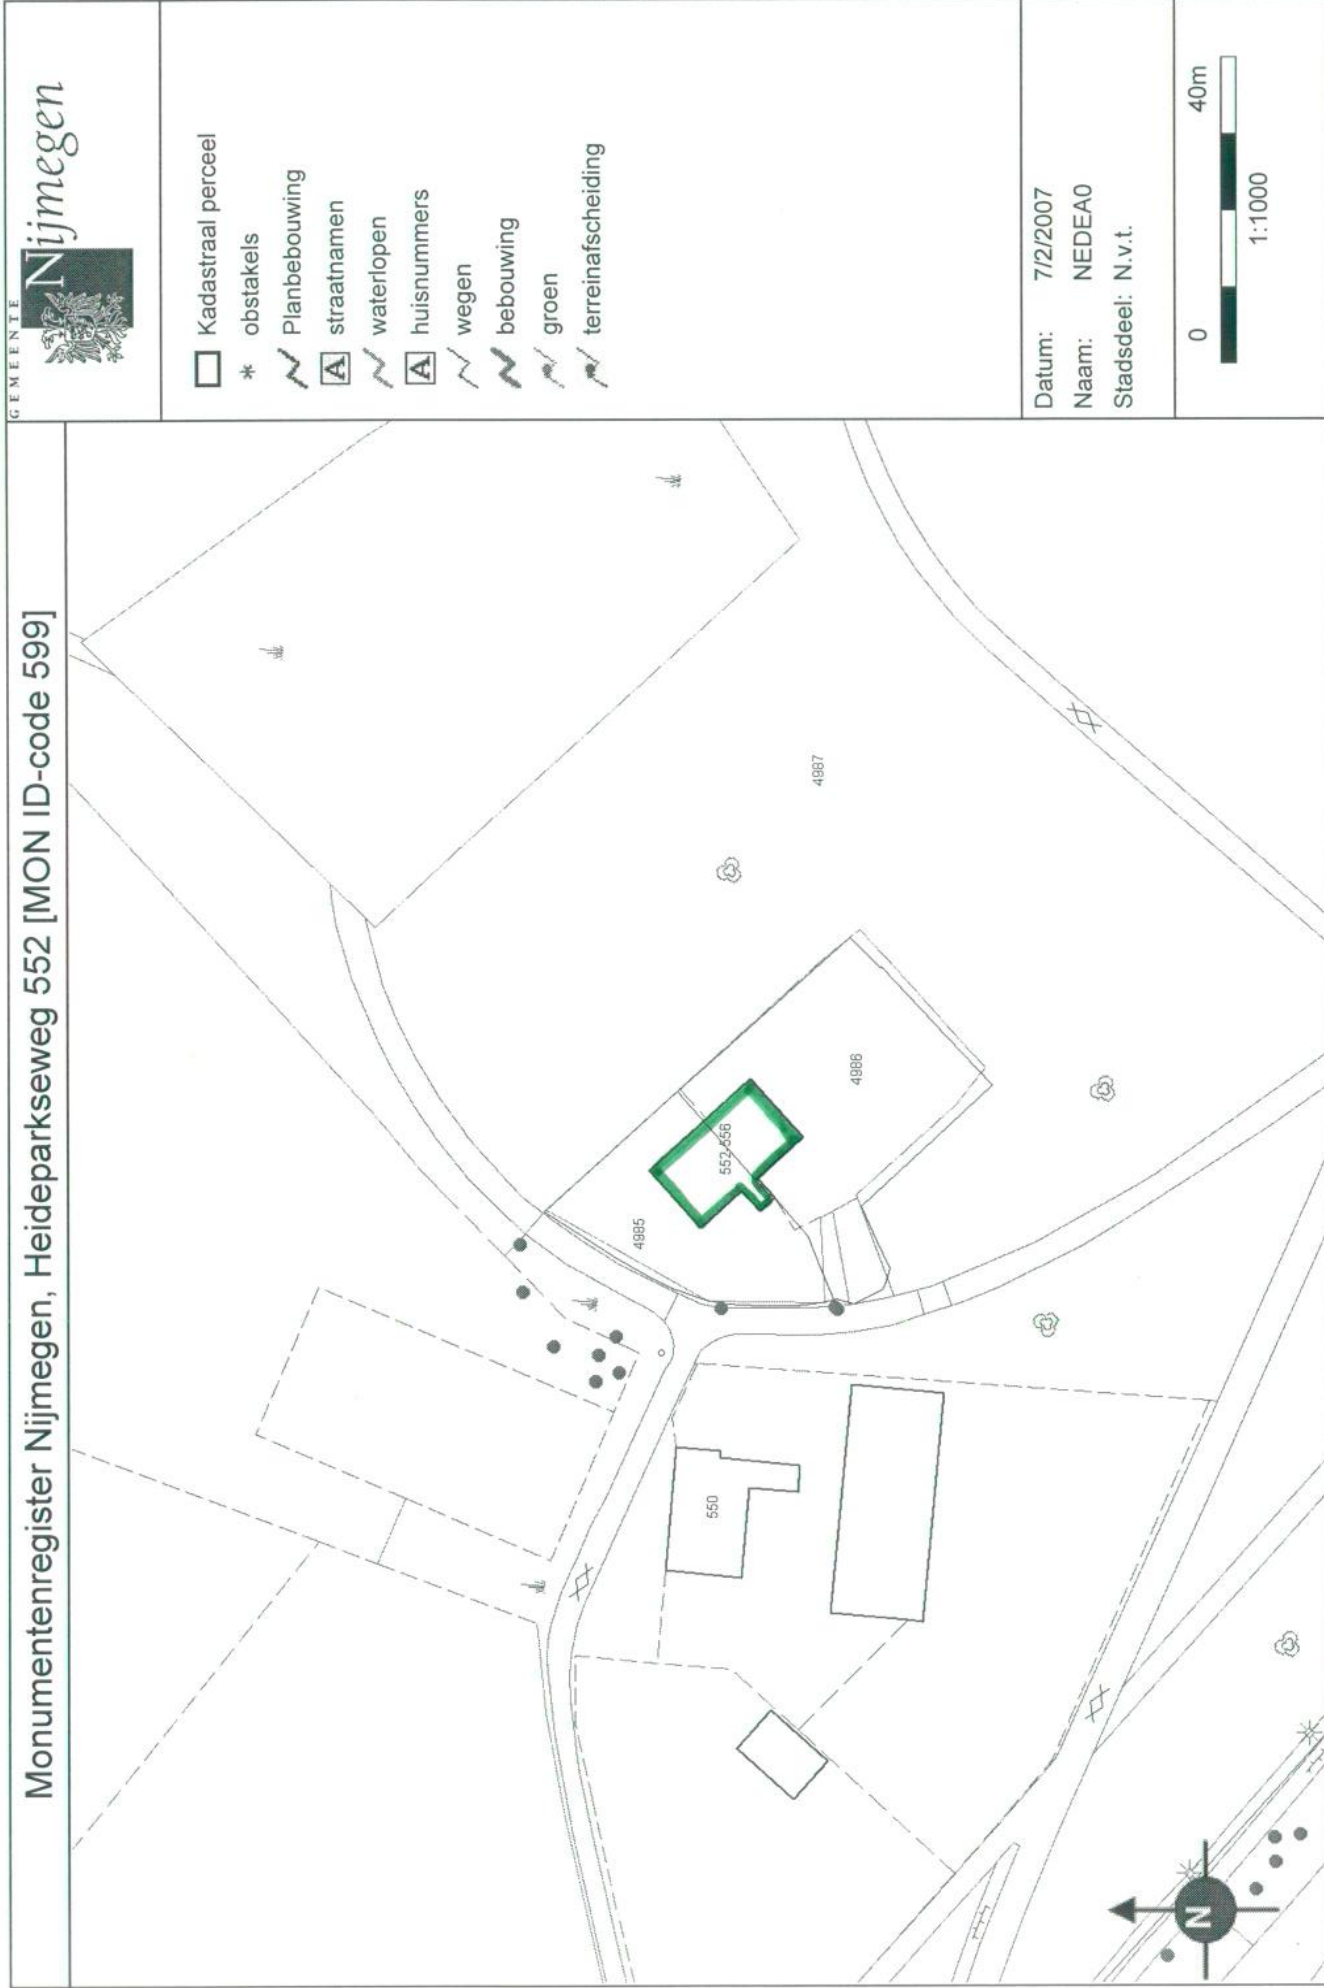 Monumentenregister Nijmegen, Heideparkseweg 552 [MON ID-code 599]
GEMEENTE
Nijmegen
Kadastraal perceel
obstakels
Planbebouwing
A straatnamen
waterlopen
A huisnummers
wegen
bebouwing
groen
terreinafscheiding
Datum: 7/2/2007
Naam: NEDEA0
Stadsdeel: N.v.t.
0 40m
1:1000
4987
4986
552-556
4985
550
N